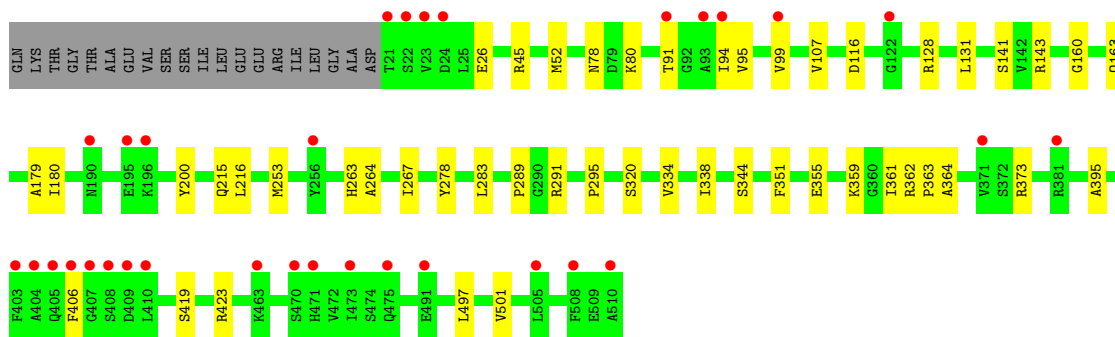 GLN LYS THR GLY THR ALA GLU VAL SER SER ILE LEU GLU GLU ARG ILE LEU GLY ALA ASP T21 S22 V23 D24 L25 E26 R45 M52 N78 D79 K80 T91 G92 A93 I94 V95 V99 V107 D116 G122 R128 L131 S141 V142 R143 G160
A179 I180 N190 E195 K196 Y200 Q215 L216 M253 Y256 H263 A264 I267 Y278 L283 P289 G290 R291 P295 S320 V334 I338 S344 F351 E355 K359 G360 I361 R362 P363 A364 V371 S372 R373 R381 A395
F403 A404 Q405 F406 G407 S408 D409 L410 S419 R423 K463 S470 H471 V472 I473 S474 Q475 E491 L497 V501 L505 F508 E509 A510